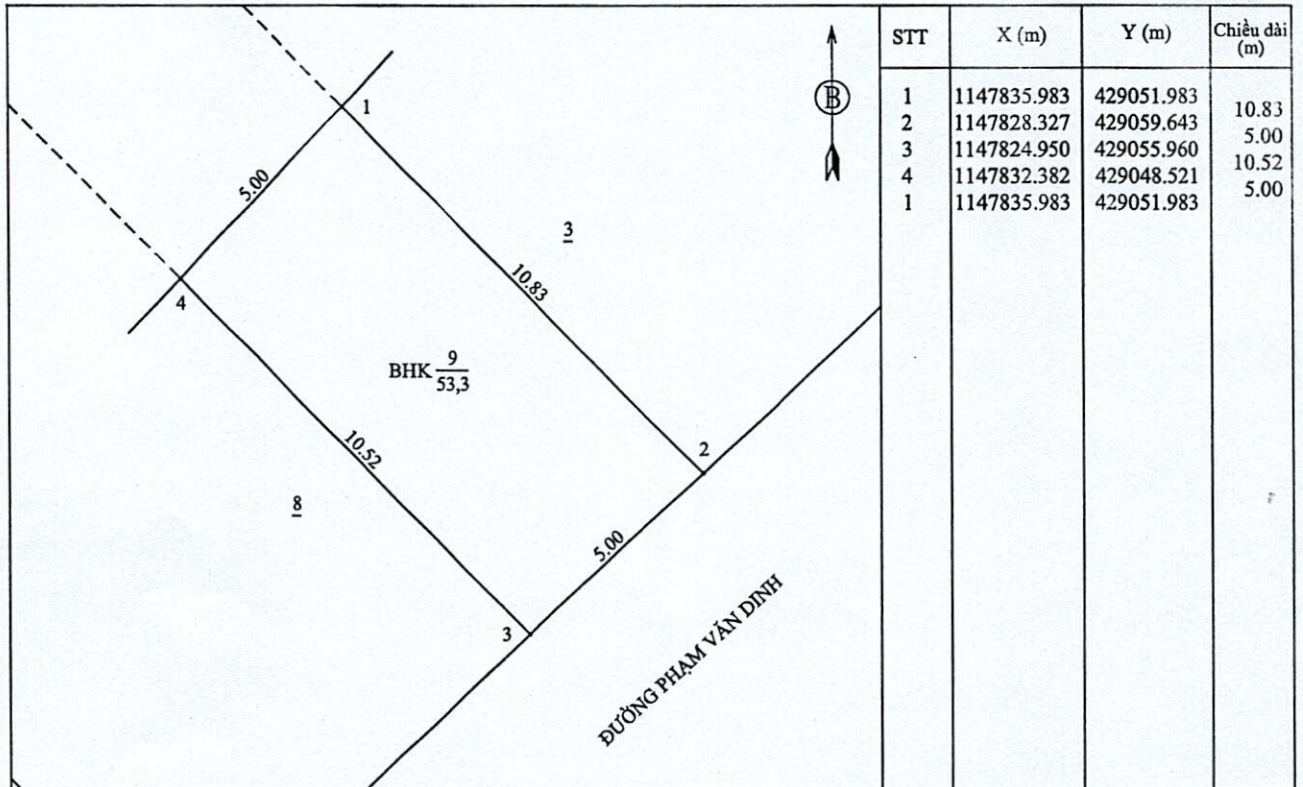 STT X (m) Y (m) Chiều dài (m)
1 1147835.983 429051.983
10.83
2 1147828.327 429059.643
5.00
3 1147824.950 429055.960
10.52
4 1147832.382 429048.521
5.00
1 1147835.983 429051.983
B
1
5.00
3
10.83
4
9
BHK
53,3
10.52
2
8
5.00
3
ĐƯỜNG PHẠM VĂN DINH